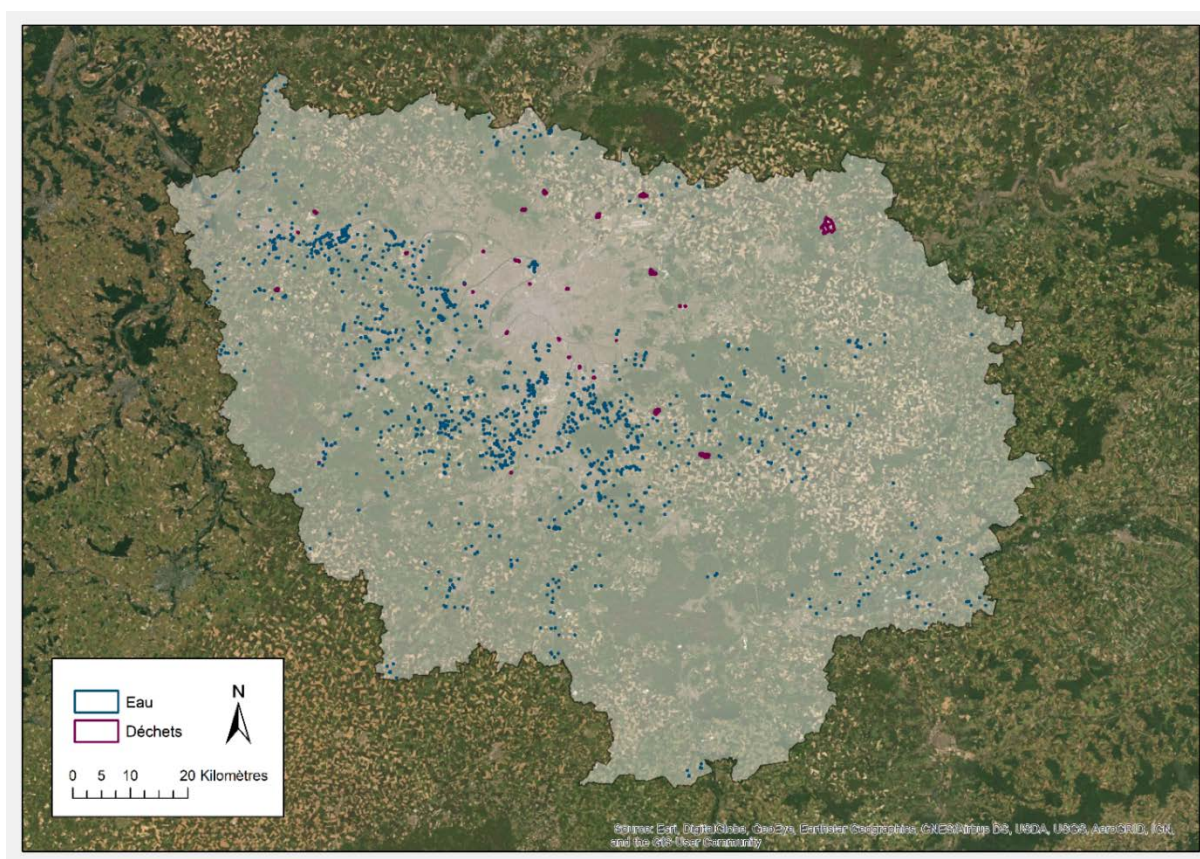 Eau
N
Déchets
0 5 10 20 Kilomètres
Source: Esri, DigitalGlobe, GeoEye, Earthstar Geographics, CNES/Airbus DS, USDA, USGS, AeroGRID, IGN,
and the GIS User Community